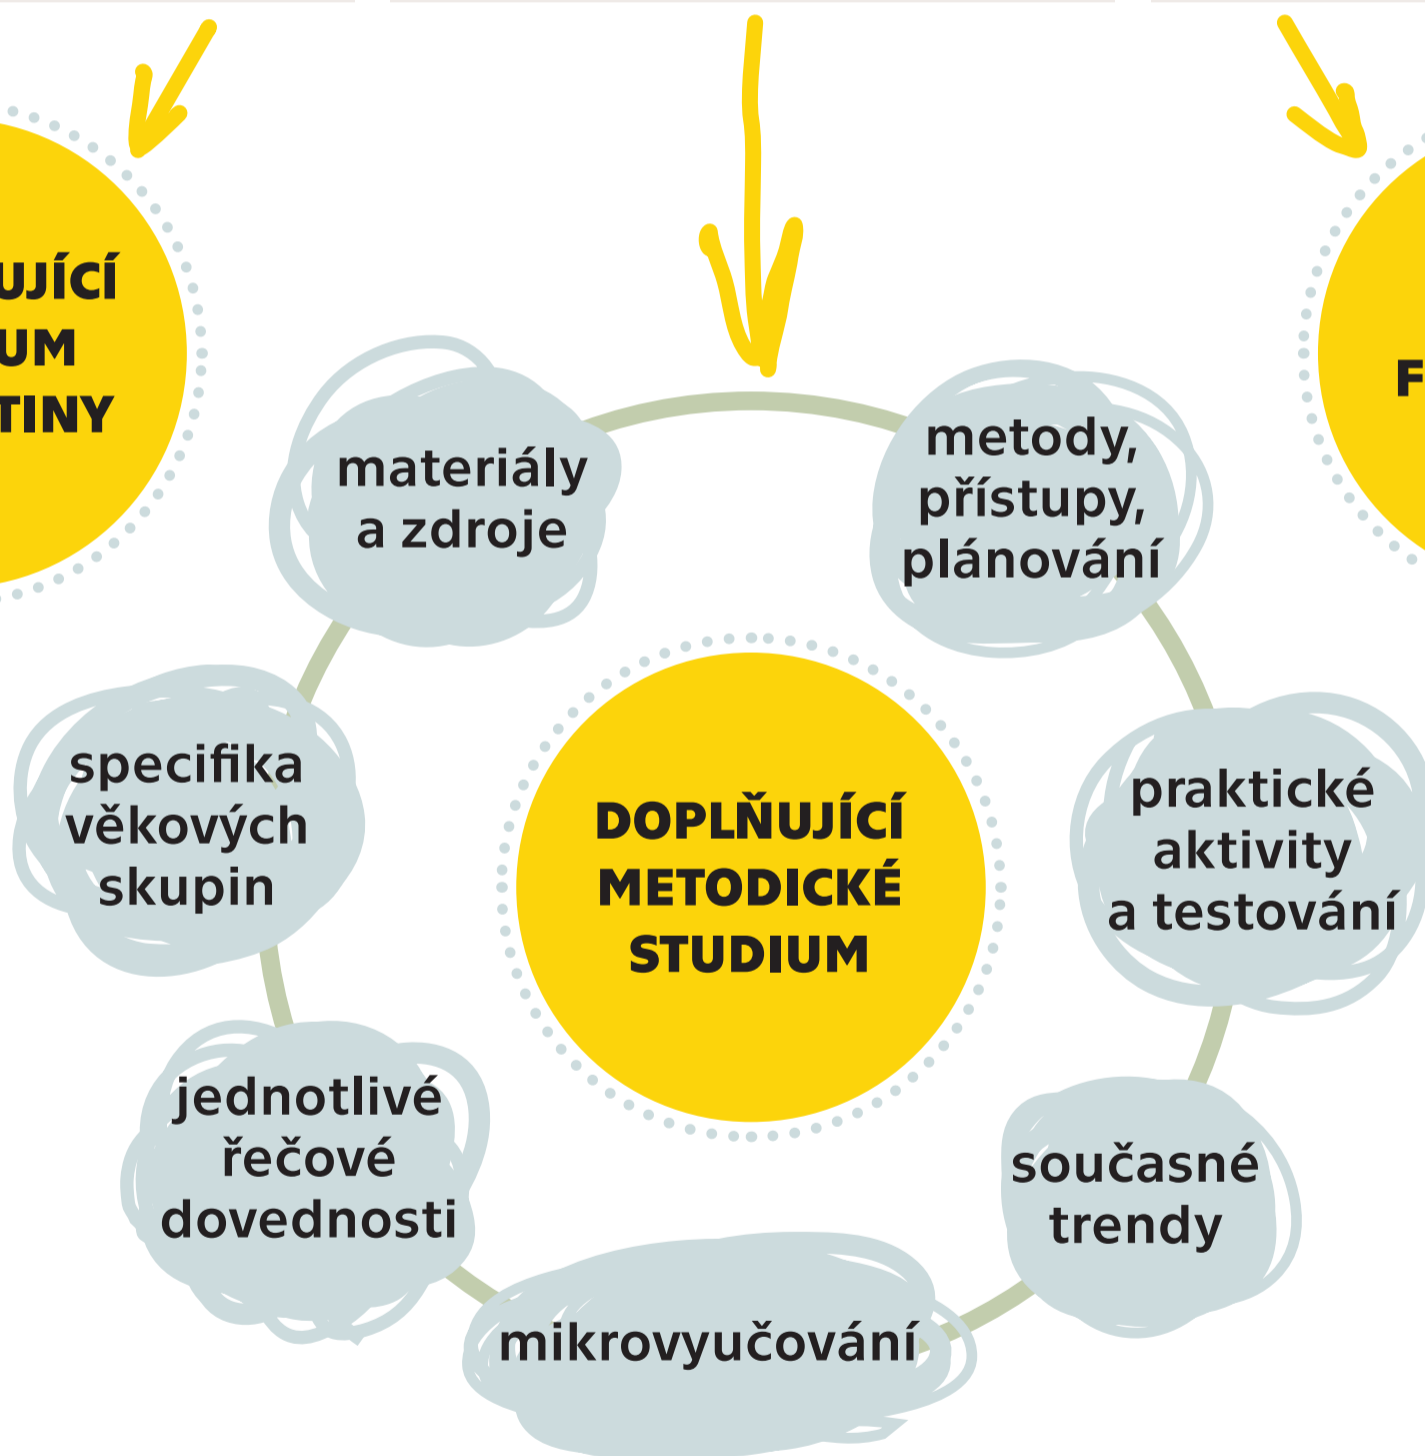 UJÍCÍ
UM
TINY
F
materiály
a zdroje
metody,
přístupy,
plánování
specifika
věkových
skupin
DOPLŇUJÍCÍ
METODICKÉ
STUDIUM
praktické
aktivity
a testování
jednotlivé
řečové
dovednosti
současné
trendy
mikrovyučování